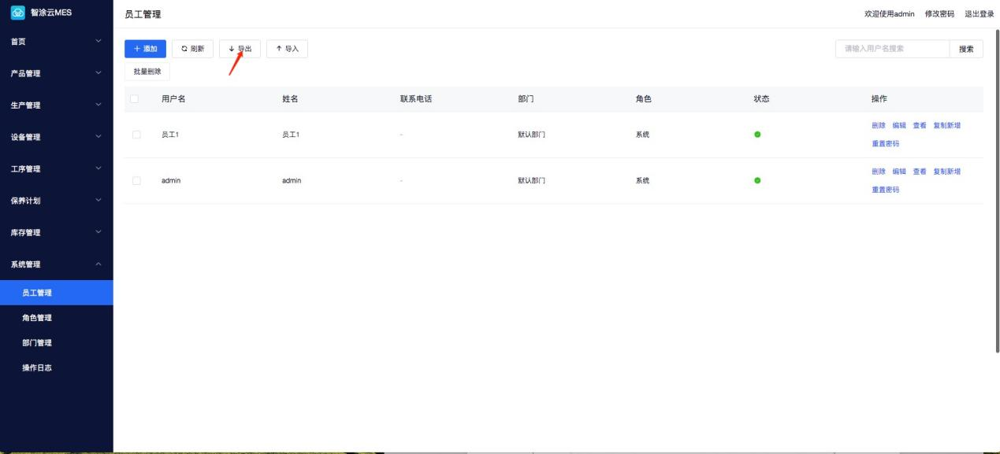 智涂云MES
员工管理
欢迎使用admin 修改密码 退出登录
首页
产品管理
生产管理
设备管理
工序管理
保养计划
库存管理
系统管理
员工管理
角色管理
部门管理
操作日志
+ 添加 刷新 导出 导入
请输入用户名搜索 搜索
批量删除
用户名 姓名 联系电话 部门 角色 状态 操作
员工1 员工1 - 默认部门 系统 删除 编辑 查看 复制新增
重置密码
admin admin - 默认部门 系统 删除 编辑 查看 复制新增
重置密码